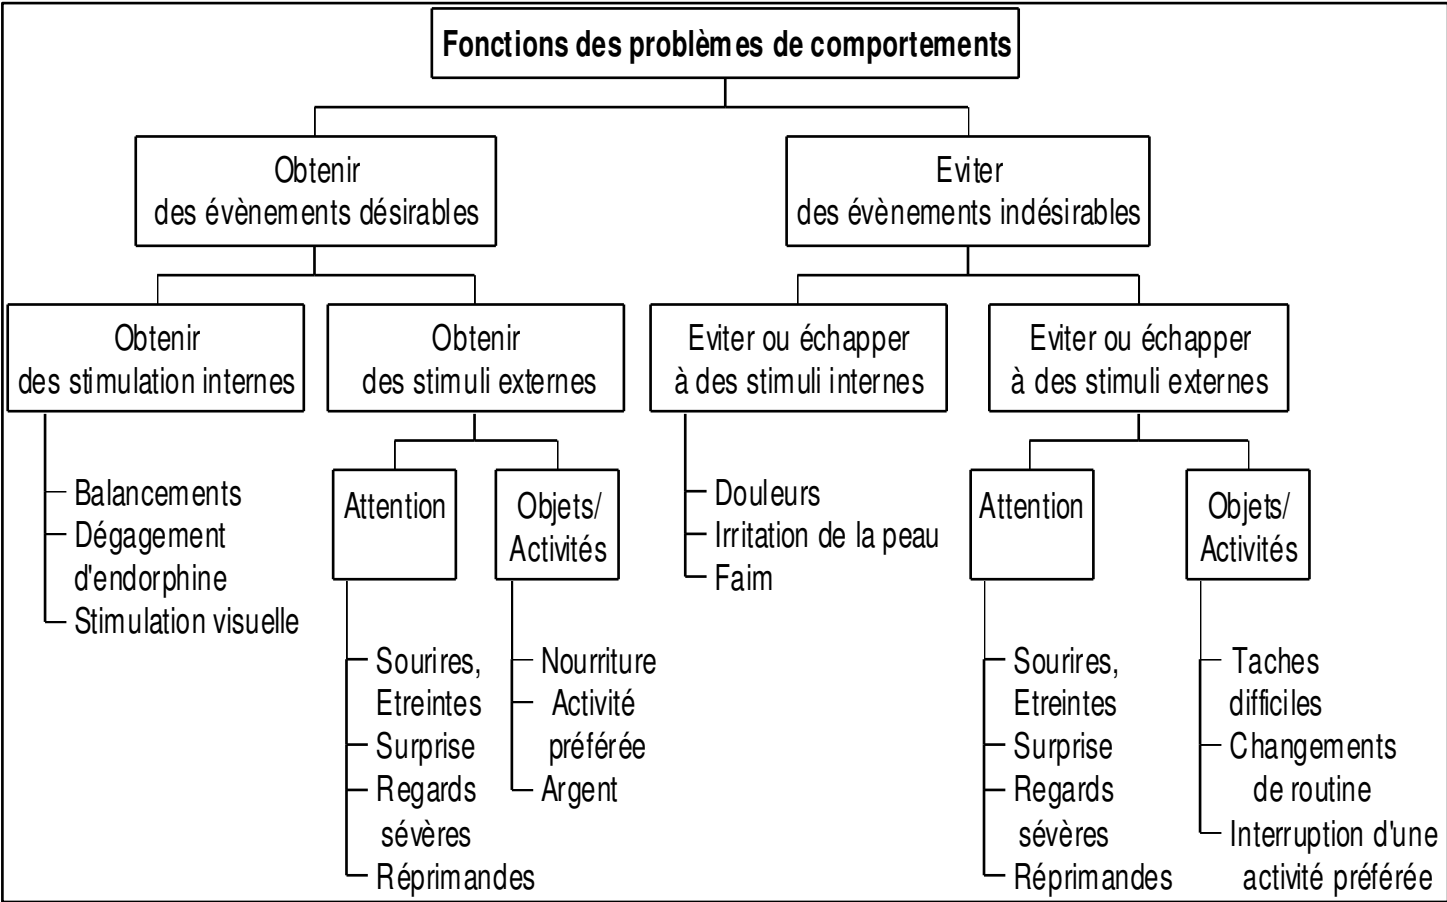 Fonctions des problèmes de comportements
Obtenir
des évènements désirables
Eviter
des évènements indésirables
Obtenir
des stimulation internes
Obtenir
des stimuli externes
Eviter ou échapper
à des stimuli internes
Eviter ou échapper
à des stimuli externes
Balancements
Dégagement
d'endorphine
Stimulation visuelle
Attention
Sourires,
Etreintes
Surprise
Regards
sévères
Réprimandes
Objets/
Activités
Nourriture
Activité
préférée
Argent
Douleurs
Irritation de la peau
Faim
Attention
Sourires,
Etreintes
Surprise
Regards
sévères
Réprimandes
Objets/
Activités
Taches
difficiles
Changements
de routine
Interruption d'une
activité préférée